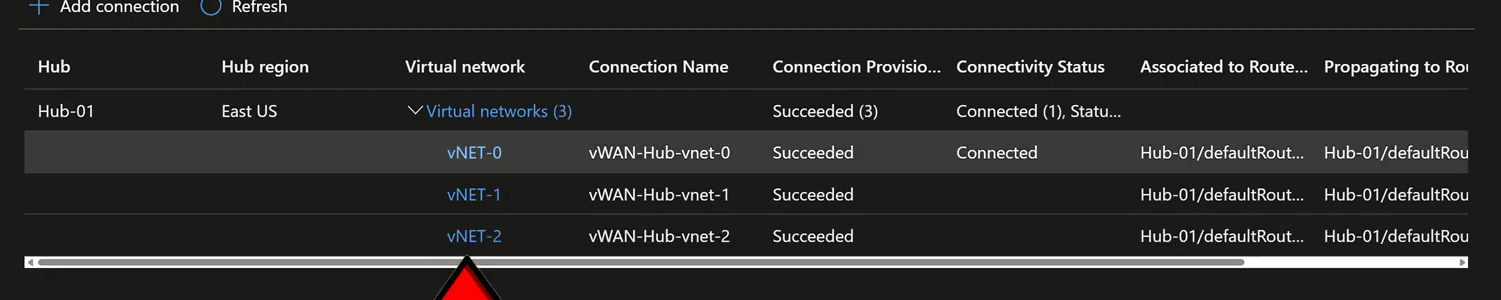 Add connection Refresh
Hub Hub region Virtual network Connection Name Connection Provisio... Connectivity Status Associated to Route... Propagating to Rou
Hub-01 East US Virtual networks (3) Succeeded (3) Connected (1), Statu...
vNET-0 vWAN-Hub-vnet-0 Succeeded Connected Hub-01/defaultRout... Hub-01/defaultRou
vNET-1 vWAN-Hub-vnet-1 Succeeded Hub-01/defaultRout... Hub-01/defaultRou
vNET-2 vWAN-Hub-vnet-2 Succeeded Hub-01/defaultRout... Hub-01/defaultRou